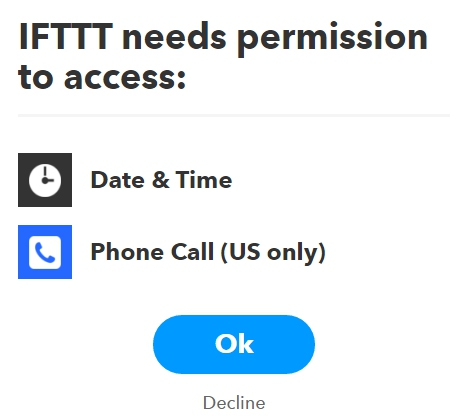 IFTTT needs permission
to access:
Date & Time
Phone Call (US only)
Ok
Decline